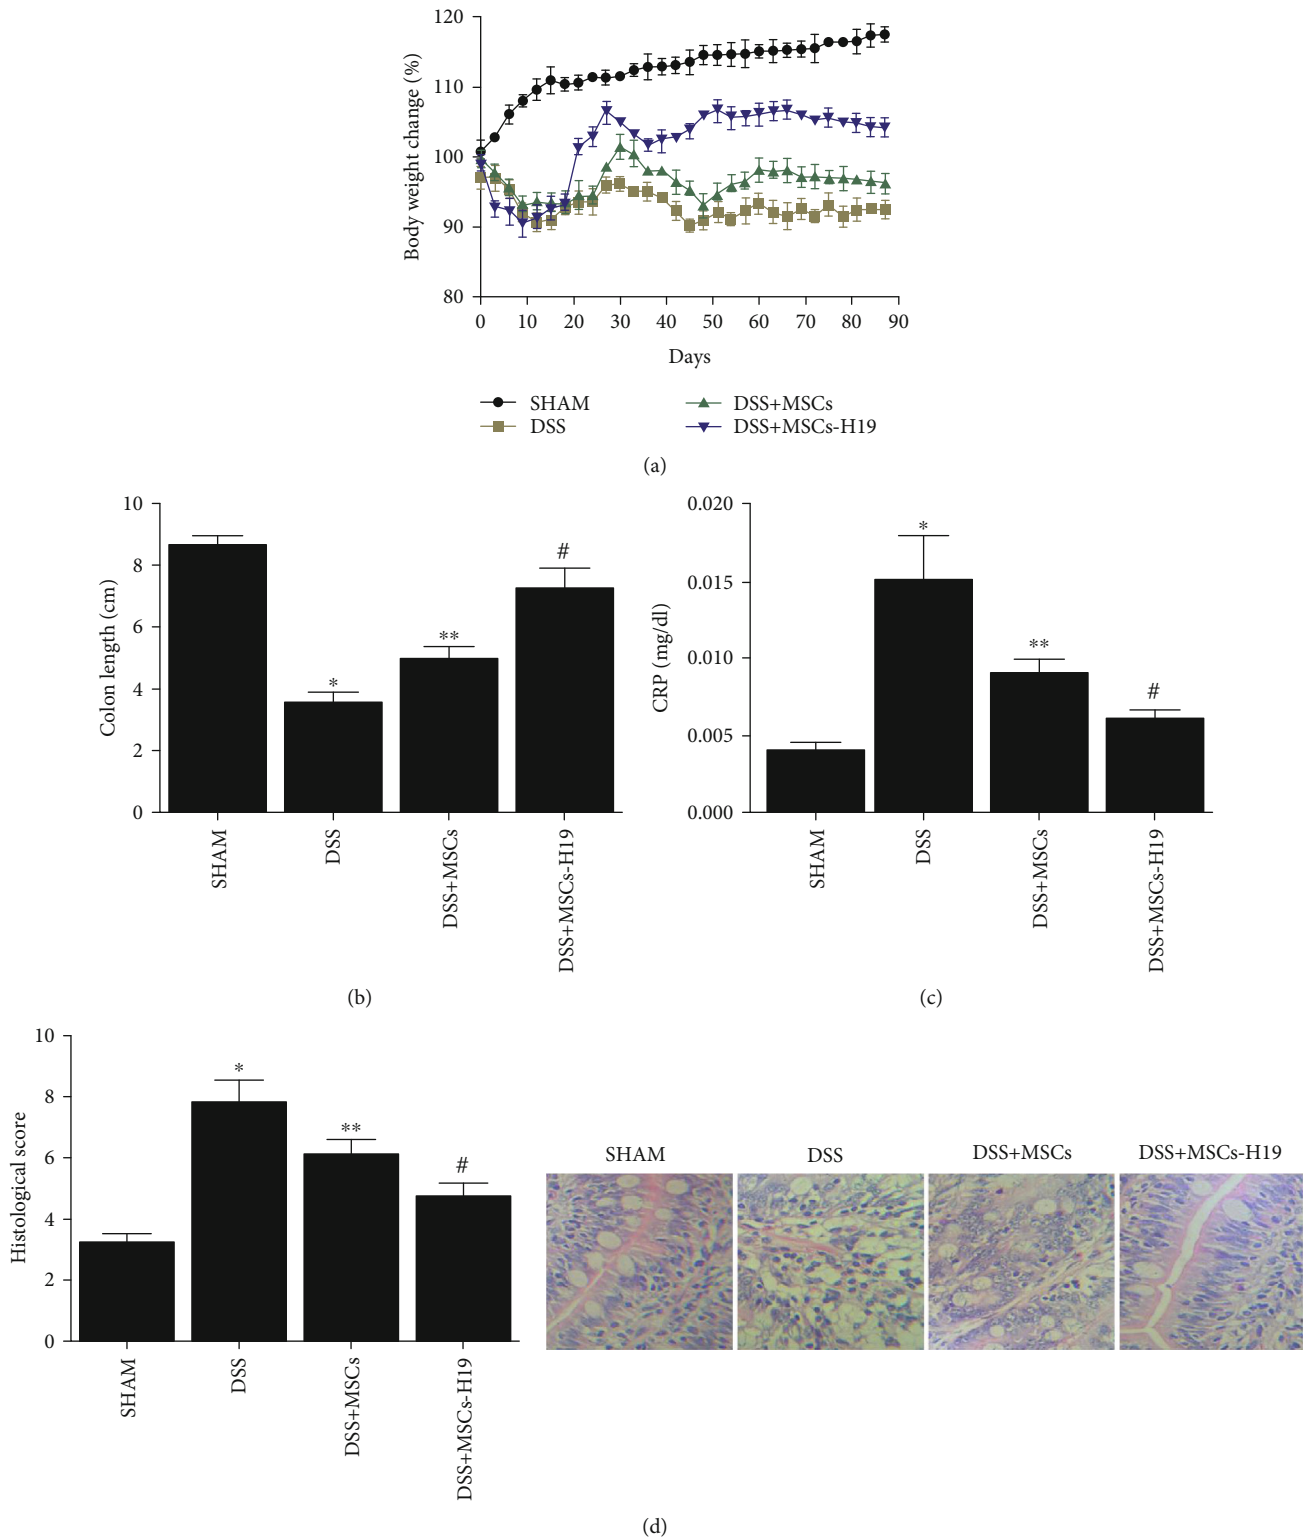 120
110
100
90
80
Body weight change (%)
0 10 20 30 40 50 60 70 80 90
Days
SHAM DSS+MSCs
DSS DSS+MSCs-H19
(a)
10
8
6
4
2
0
Colon length (cm)
*
**
#
SHAM
DSS
DSS+MSCs
DSS+MSCs-H19
(b)
0.020
0.015
0.010
0.005
0.000
CRP (mg/dl)
*
**
#
SHAM
DSS
DSS+MSCs
DSS+MSCs-H19
(c)
10
8
6
4
2
0
Histological score
*
**
#
SHAM
DSS
DSS+MSCs
DSS+MSCs-H19
SHAM DSS DSS+MSCs DSS+MSCs-H19
(d)